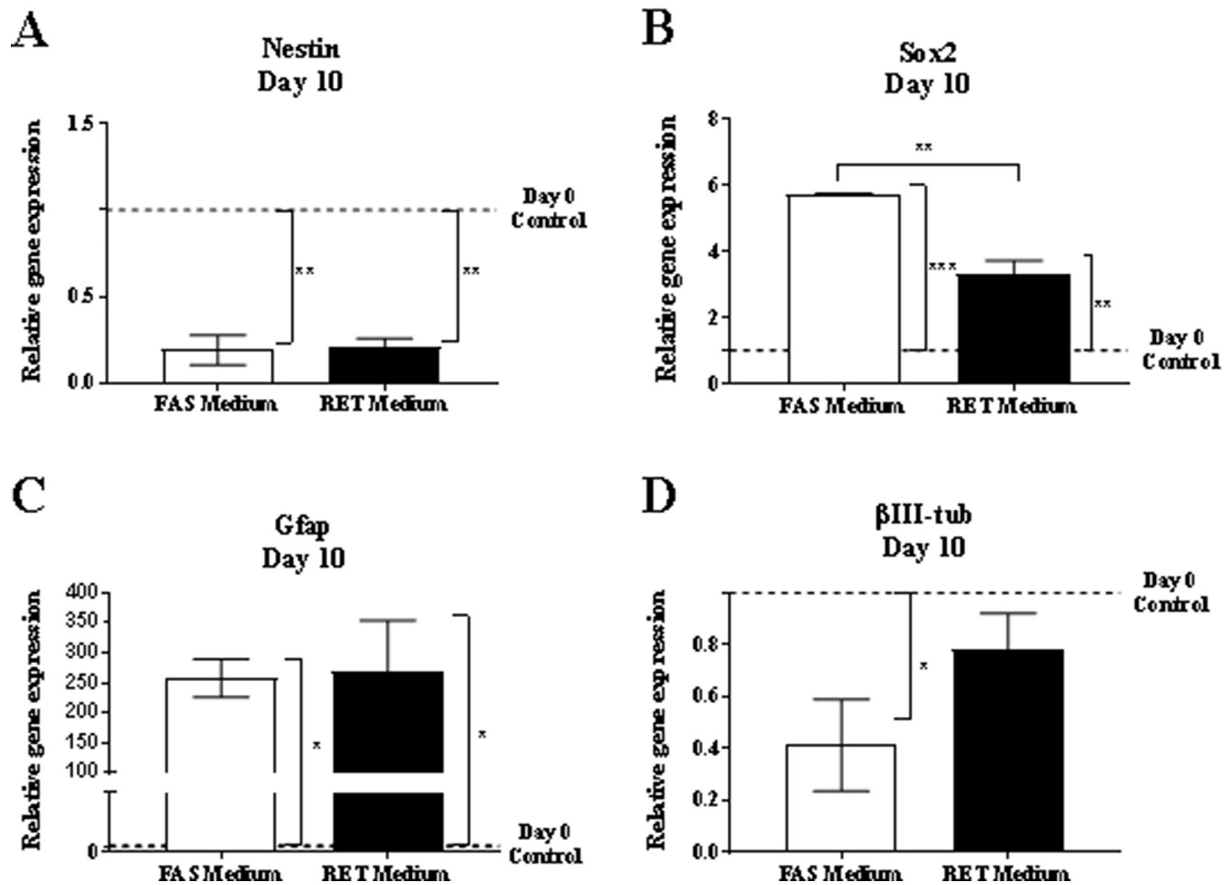 A
Nestin
Day 10
Relative gene expression
1.5
0.5
0.0
**
**
Day 0
Control
FAS Medium
RET Medium
B
Sox2
Day 10
Relative gene expression
8
6
4
2
0
**
***
**
Day 0
Control
FAS Medium
RET Medium
C
Gfap
Day 10
Relative gene expression
400
350
300
250
200
150
100
0
*
*
Day 0
Control
FAS Medium
RET Medium
D
βIII-tub
Day 10
Relative gene expression
0.8
0.6
0.4
0.2
0.0
*
Day 0
Control
FAS Medium
RET Medium